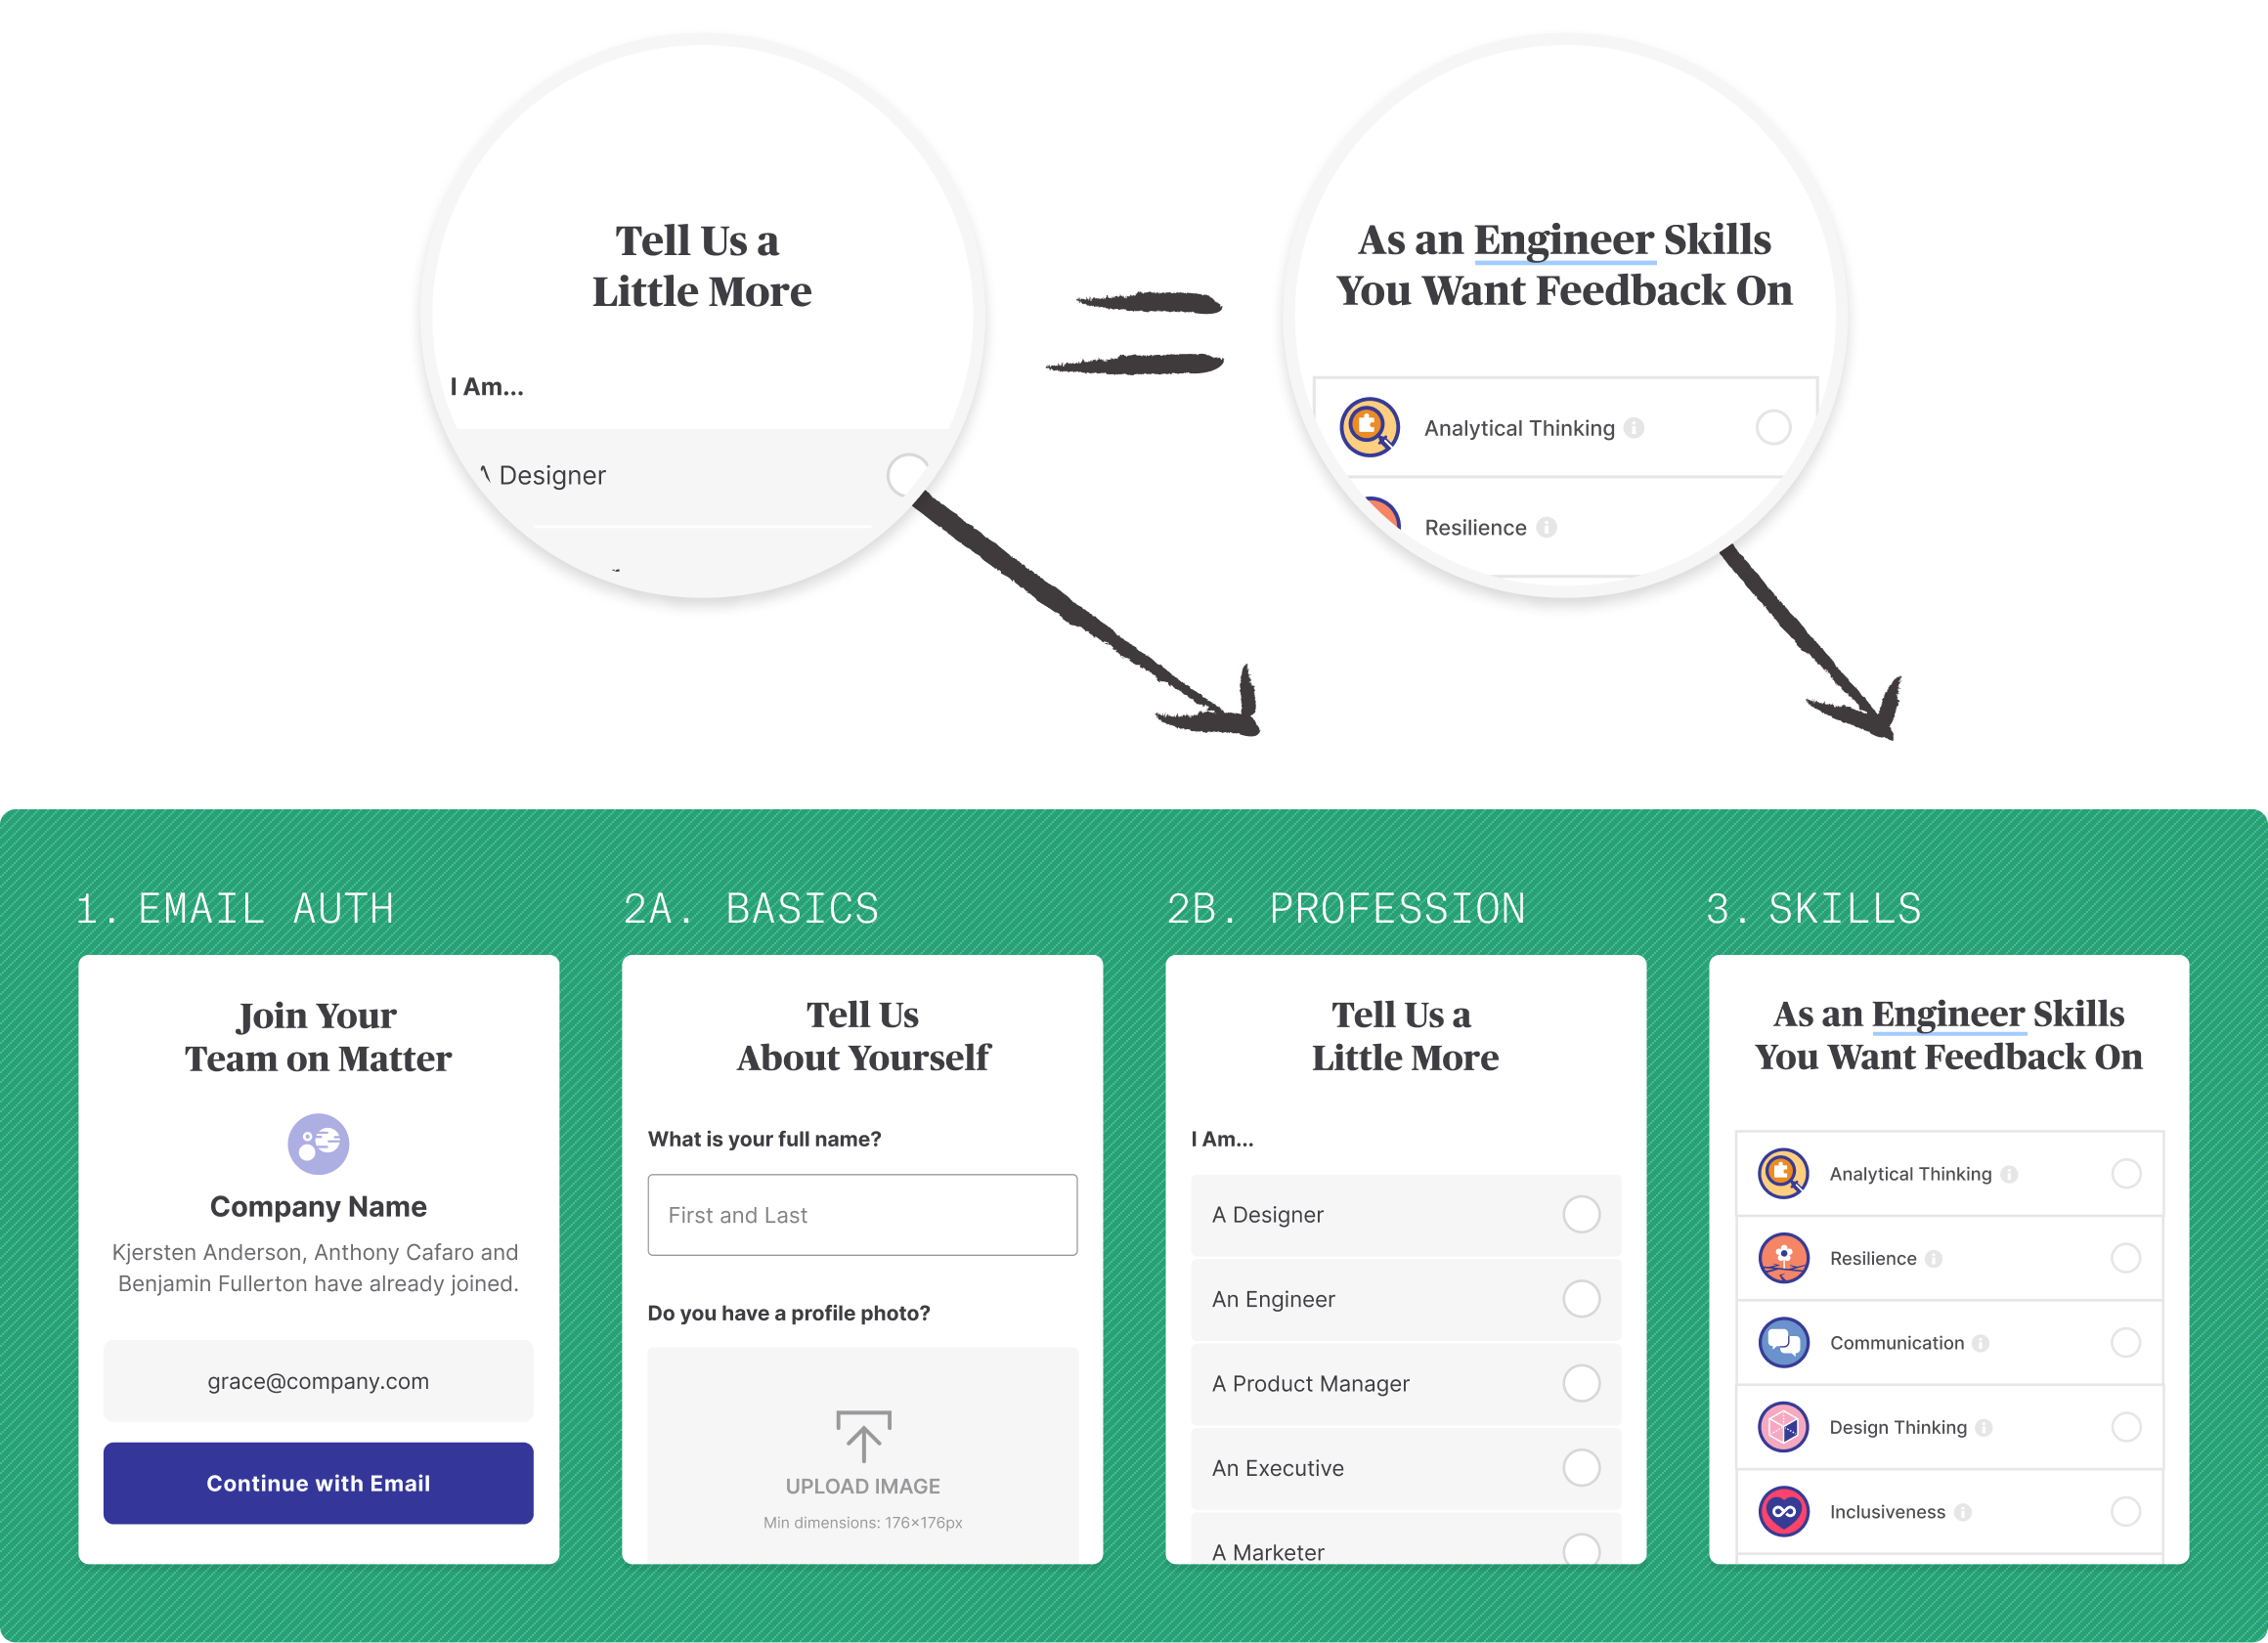 Tell Us a
Little More
I Am...
A Designer
As an Engineer Skills
You Want Feedback On
Analytical Thinking
Resilience
1. EMAIL AUTH
Join Your
Team on Matter
Company Name
Kjersten Anderson, Anthony Cafaro and
Benjamin Fullerton have already joined.
grace@company.com
Continue with Email
2A. BASICS
Tell Us
About Yourself
What is your full name?
First and Last
Do you have a profile photo?
UPLOAD IMAGE
Min dimensions: 176×176px
2B. PROFESSION
Tell Us a
Little More
I Am...
A Designer
An Engineer
A Product Manager
An Executive
A Marketer
3. SKILLS
As an Engineer Skills
You Want Feedback On
Analytical Thinking
Resilience
Communication
Design Thinking
Inclusiveness